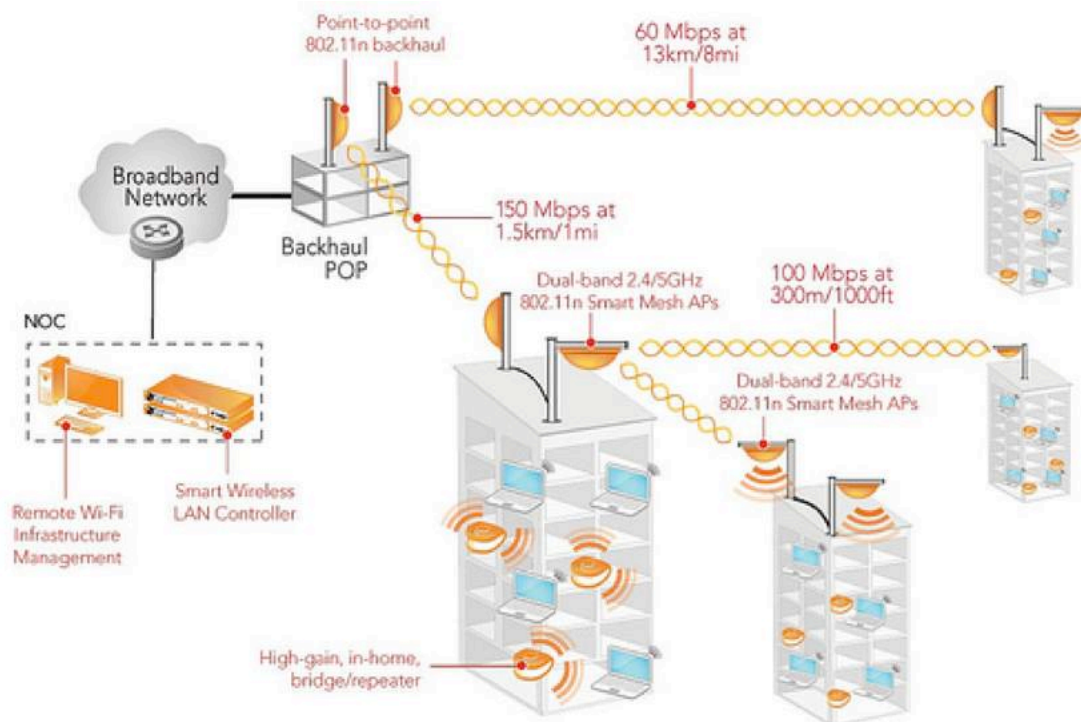 Point-to-point
802.11n backhaul
60 Mbps at
13km/8mi
Broadband
Network
Backhaul
POP
150 Mbps at
1.5km/1mi
Dual-band 2.4/5GHz
802.11n Smart Mesh APs
100 Mbps at
300m/1000ft
NOC
Dual-band 2.4/5GHz
802.11n Smart Mesh APs
Remote Wi-Fi
Infrastructure
Management
Smart Wireless
LAN Controller
High-gain, in-home,
bridge/repeater